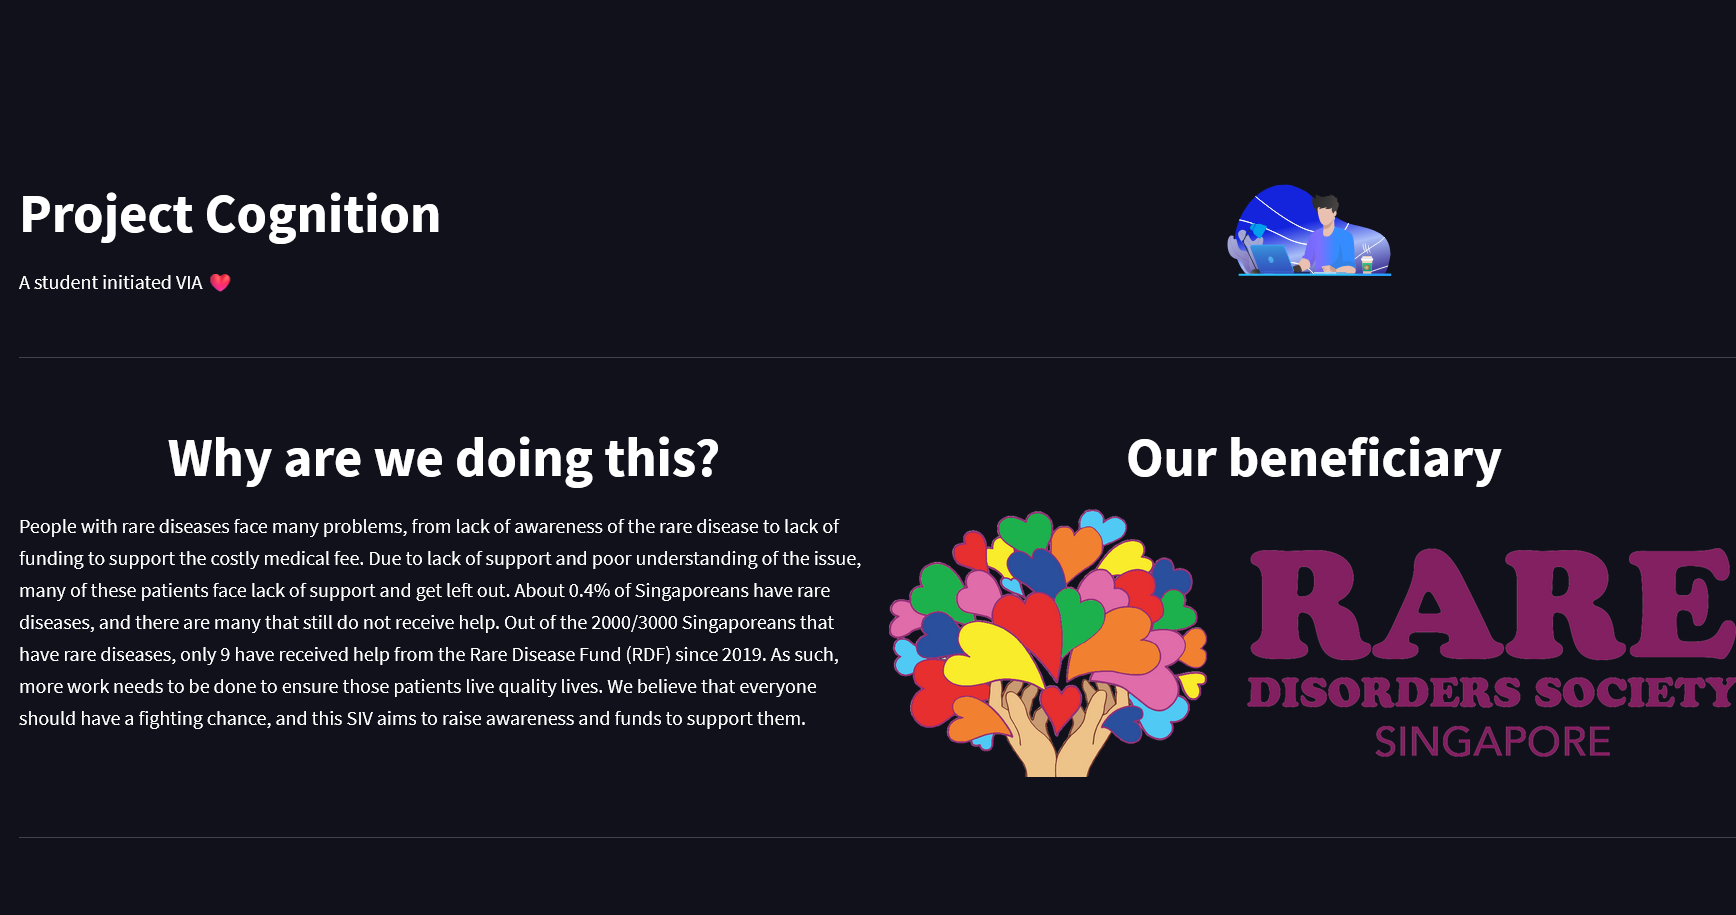 Project Cognition
A student initiated VIA
Why are we doing this?
People with rare diseases face many problems, from lack of awareness of the rare disease to lack of
funding to support the costly medical fee. Due to lack of support and poor understanding of the issue,
many of these patients face lack of support and get left out. About 0.4% of Singaporeans have rare
diseases, and there are many that still do not receive help. Out of the 2000/3000 Singaporeans that
have rare diseases, only 9 have received help from the Rare Disease Fund (RDF) since 2019. As such,
more work needs to be done to ensure those patients live quality lives. We believe that everyone
should have a fighting chance, and this SIV aims to raise awareness and funds to support them.
Our beneficiary
RARE
DISORDERS SOCIETY
SINGAPORE